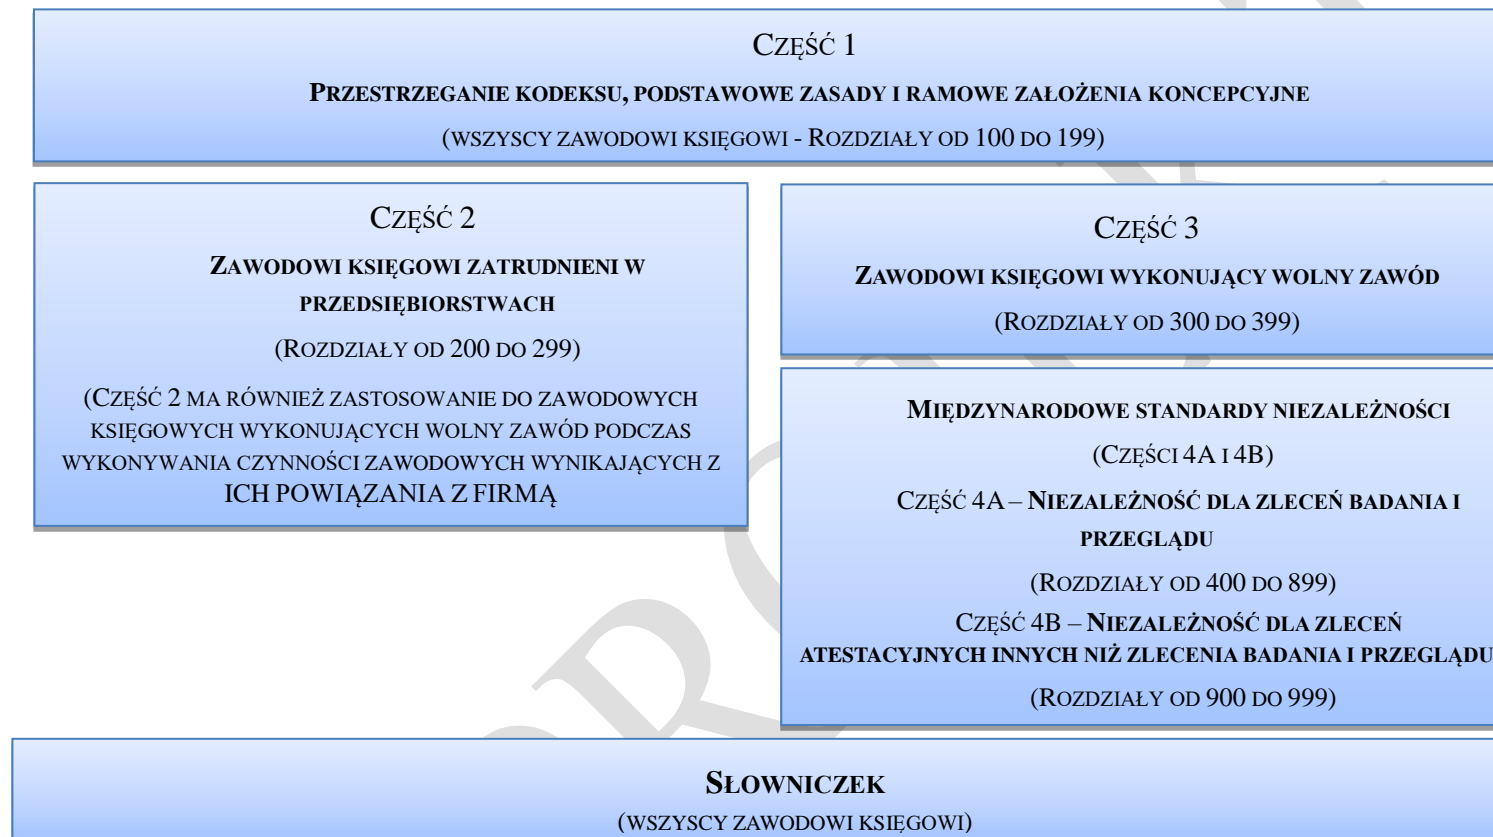 Część 1
Przestrzeganie kodeksu, podstawowe zasady i ramowe założenia koncepcyjne
(wszyscy zawodowi księgowi - Rozdziały od 100 do 199)
Część 2
Zawodowi księgowi zatrudnieni w
przedsiębiorstwach
(Rozdziały od 200 do 299)
(Część 2 ma również zastosowanie do zawodowych
księgowych wykonujących wolny zawód podczas
wykonywania czynności zawodowych wynikających z
ICH POWIĄZANIA Z FIRMĄ
Część 3
Zawodowi księgowi wykonujący wolny zawód
(Rozdziały od 300 do 399)
Międzynarodowe standardy niezależności
(Części 4A i 4B)
Część 4A – Niezależność dla zleceń badania i
przeglądu
(Rozdziały od 400 do 899)
Część 4B – Niezależność dla zleceń
atestacyjnych innych niż zlecenia badania i przeglądu
(Rozdziały od 900 do 999)
Słowniczek
(wszyscy zawodowi księgowi)